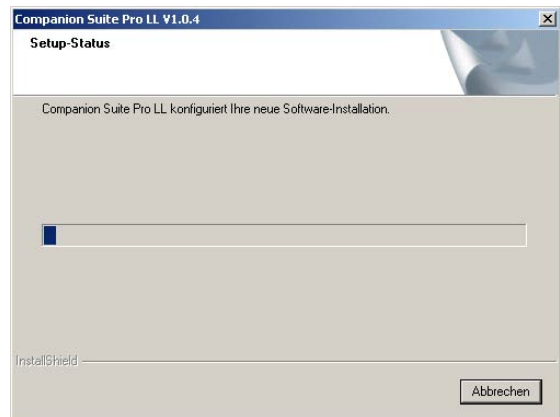 Companion Suite Pro LL V1.0.4
Setup-Status
Companion Suite Pro LL konfiguriert Ihre neue Software-Installation.
InstallShield
Abbrechen